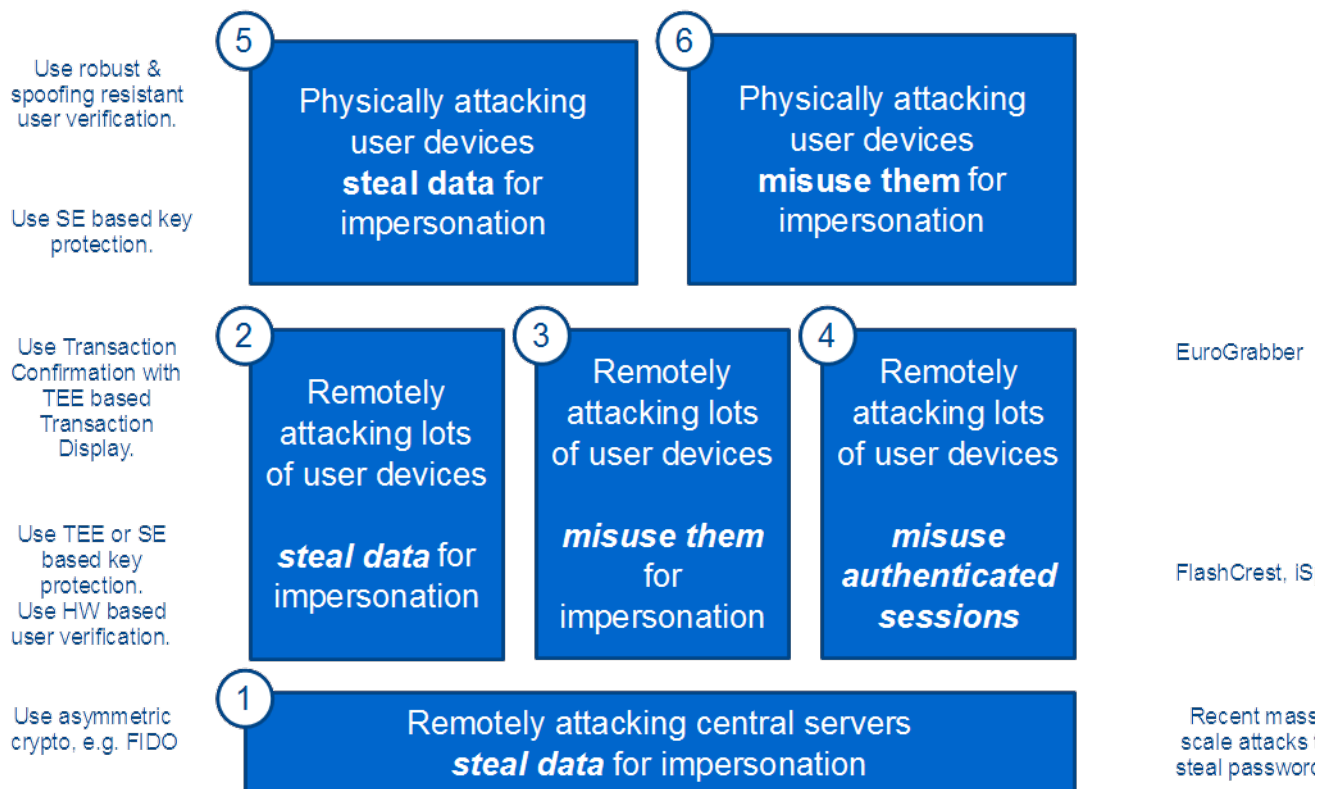 Use robust &
spoofing resistant
user verification.
Use SE based key
protection.
5
Physically attacking
user devices
steal data for
impersonation
6
Physically attacking
user devices
misuse them for
impersonation
Use Transaction
Confirmation with
TEE based
Transaction
Display.
Use TEE or SE
based key
protection.
Use HW based
user verification.
2
Remotely
attacking lots
of user devices
steal data for
impersonation
3
Remotely
attacking lots
of user devices
misuse them
for
impersonation
4
Remotely
attacking lots
of user devices
misuse
authenticated
sessions
EuroGrabber
FlashCrest, iS
Use asymmetric
crypto, e.g. FIDO
1
Remotely attacking central servers
steal data for impersonation
Recent mass
scale attacks
steal password